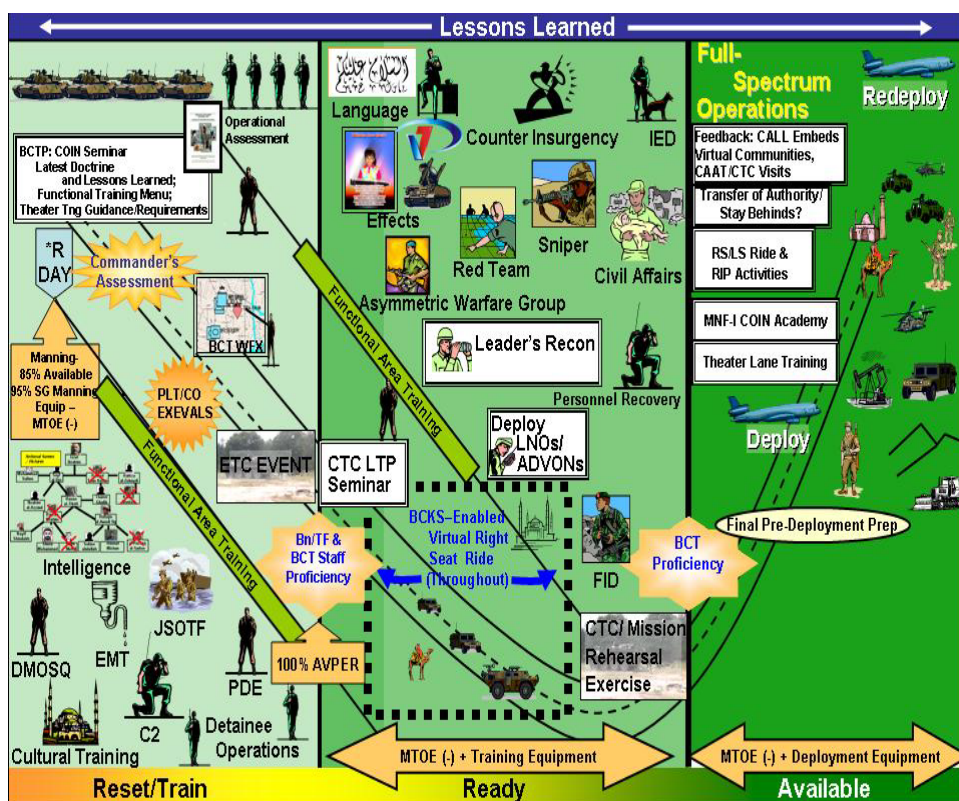 Lessons Learned
السلام عليكم
Language
Operational
Assessment
Counter Insurgency
IED
Full-
Spectrum
Operations
Redeploy
BCTP: COIN Seminar
Latest Doctrine
and Lessons Learned;
Functional Training Menu;
Theater Tng Guidance/Requirements
Effects
Red Team
Sniper
Civil Affairs
Asymmetric Warfare Group
Feedback: CALL Embeds
Virtual Communities,
CAAT/CTC Visits
Transfer of Authority/
Stay Behinds?
RS/LS Ride &
RIP Activities
MNF-I COIN Academy
Theater Lane Training
*R
DAY
Commander's
Assessment
BCT WFX
Functional Area Training
Leader's Recon
Personnel Recovery
Manning-
85% Available
95% SG Manning
Equip –
MTOE (-)
PLT/CO
EXEVALS
Functional Area Training
ETC EVENT
CTC LTP
Seminar
Deploy
LNOs/
ADVONs
Deploy
Final Pre-Deployment Prep
Intelligence
Bn/TF &
BCT Staff
Proficiency
BCKS–Enabled
Virtual Right
Seat Ride
(Throughout)
FID
BCT
Proficiency
JSOTF
DMOSQ
EMT
PDE
100% AVPER
CTC/ Mission
Rehearsal
Exercise
Cultural Training
C2
Detainee
Operations
MTOE (-) + Training Equipment
MTOE (-) + Deployment Equipment
Reset/Train
Ready
Available